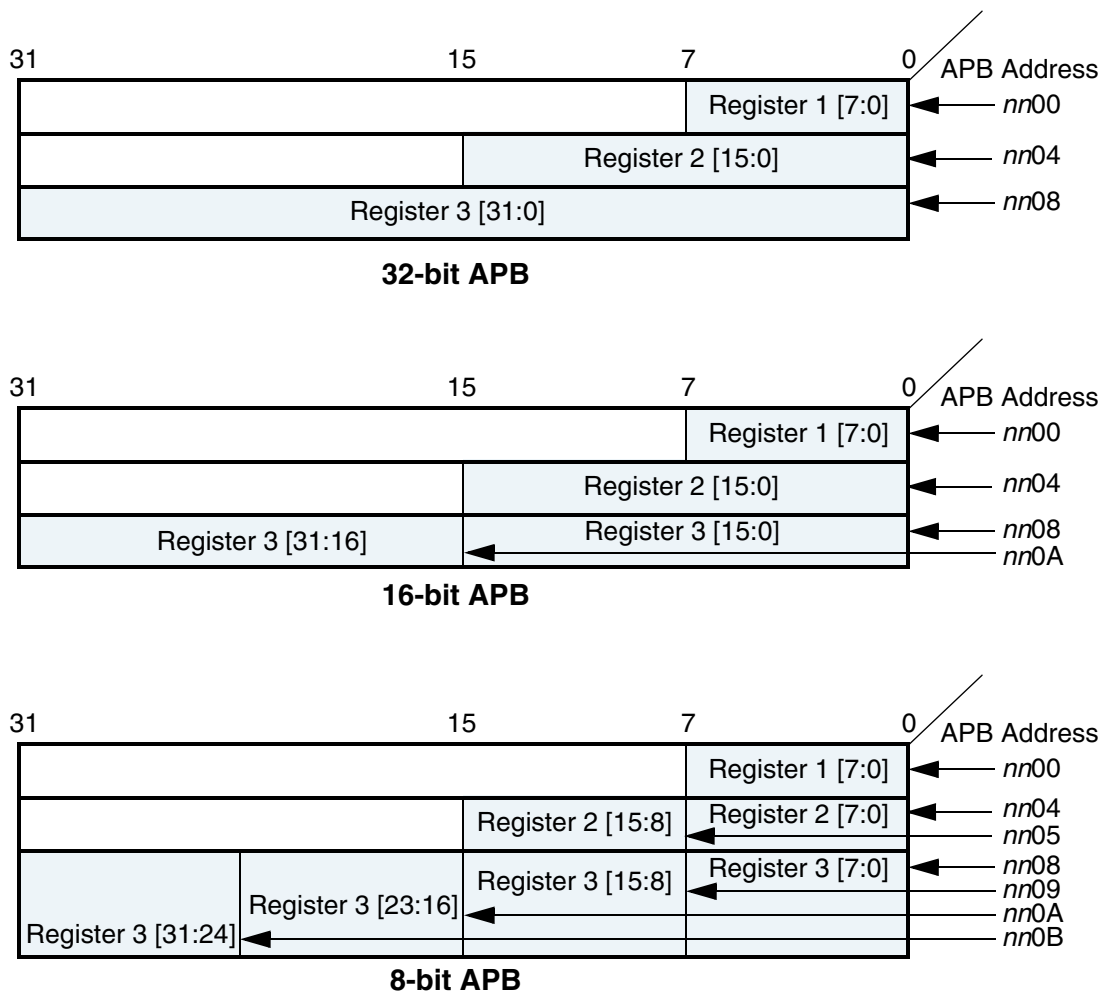 31 15 7 0
APB Address
Register 1 [7:0] nn00
Register 2 [15:0] nn04
Register 3 [31:0] nn08
32-bit APB
31 15 7 0
APB Address
Register 1 [7:0] nn00
Register 2 [15:0] nn04
Register 3 [31:16] Register 3 [15:0] nn08
nn0A
16-bit APB
31 15 7 0
APB Address
Register 1 [7:0] nn00
Register 2 [15:8] Register 2 [7:0] nn04
nn05
Register 3 [15:8] Register 3 [7:0] nn08
nn09
Register 3 [23:16] nn0A
Register 3 [31:24] nn0B
8-bit APB